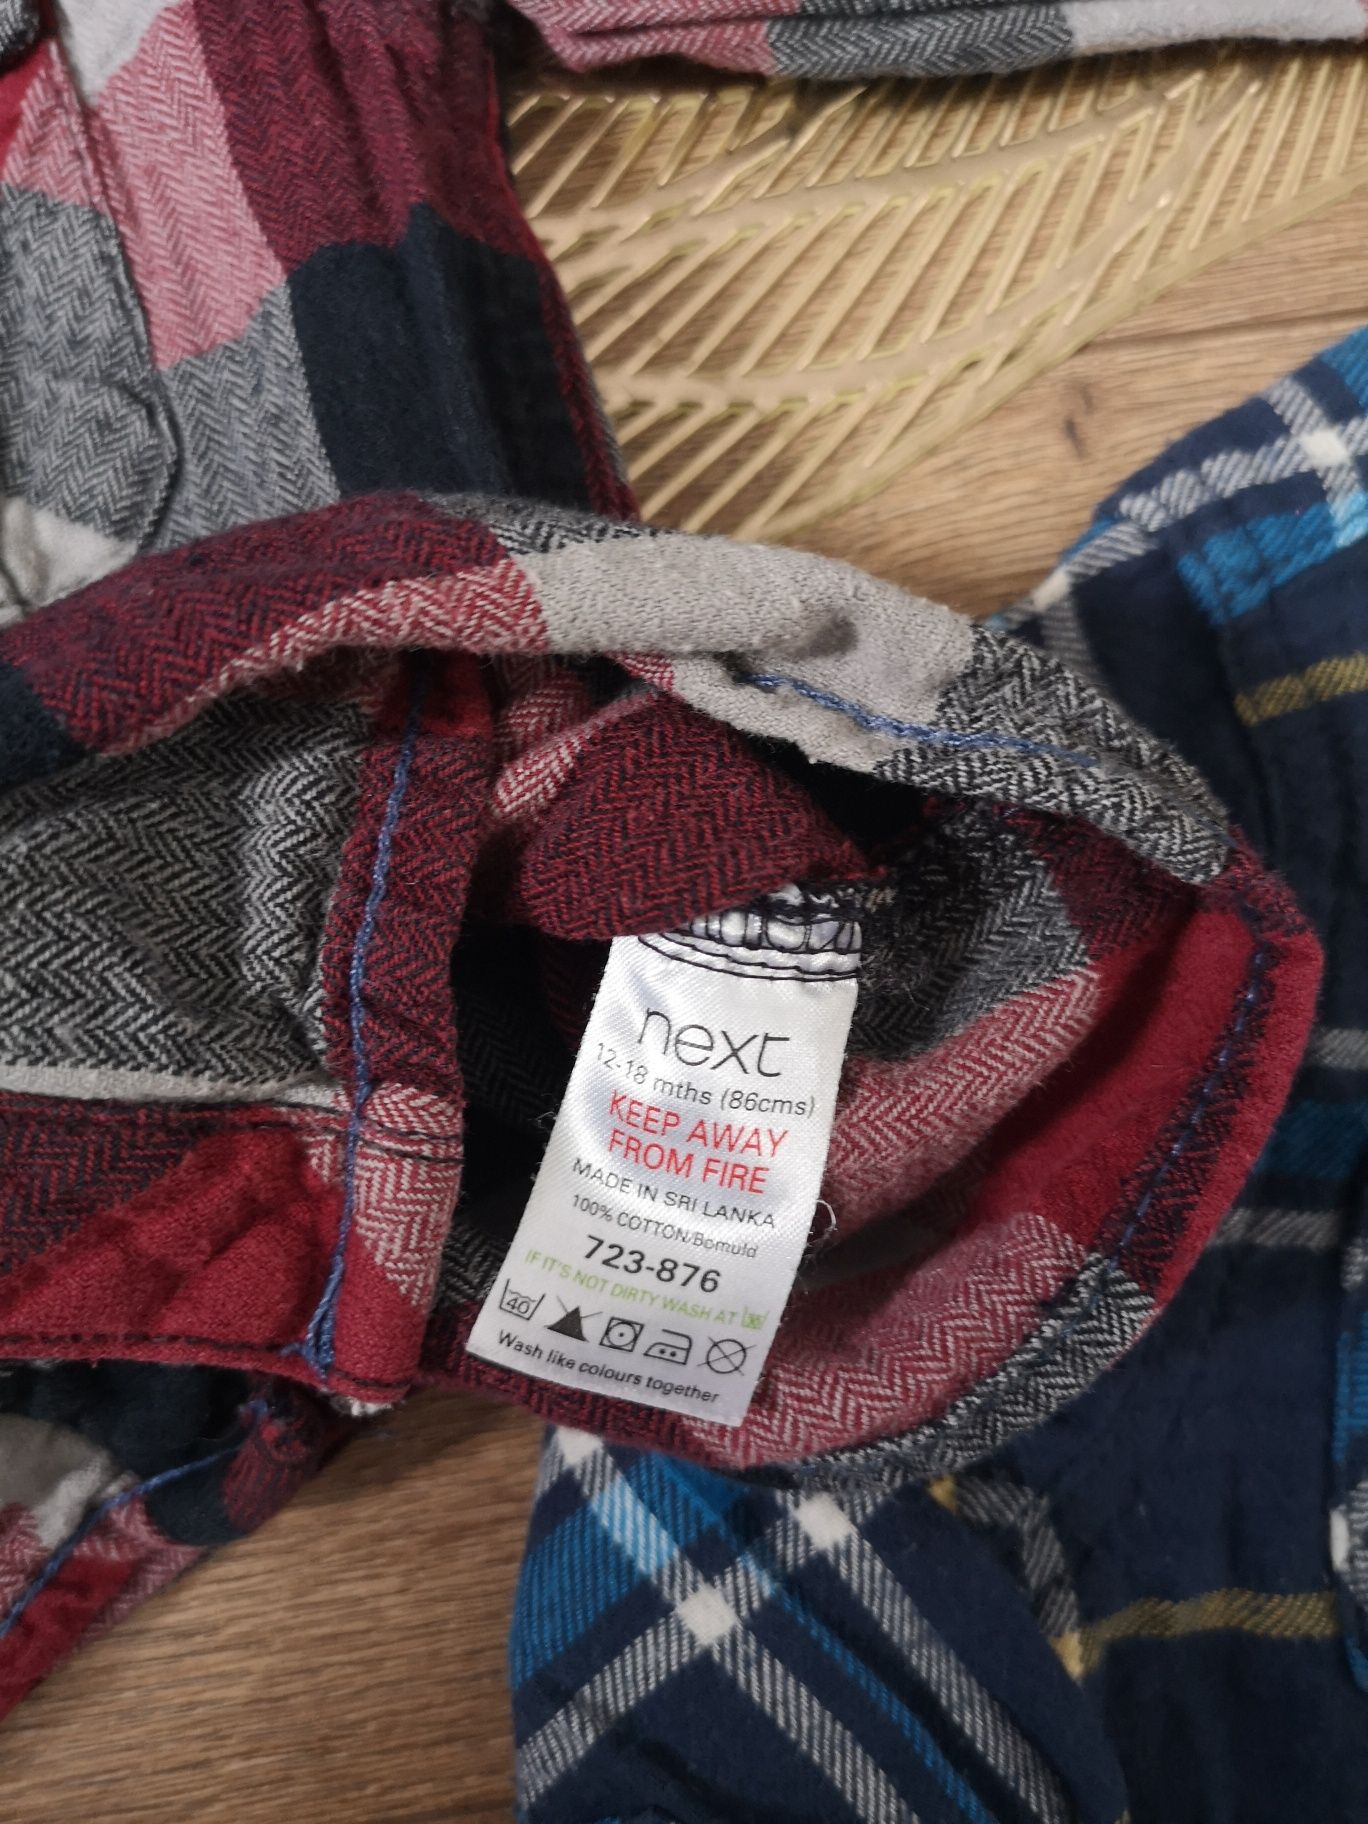 next
12-18 mths (86cms)
KEEP AWAY
FROM FIRE
MADE IN SRI LANKA
100% COTTON/Bomuld
723-876
IF IT'S NOT DIRTY WASH AT 30
40
Wash like colours together